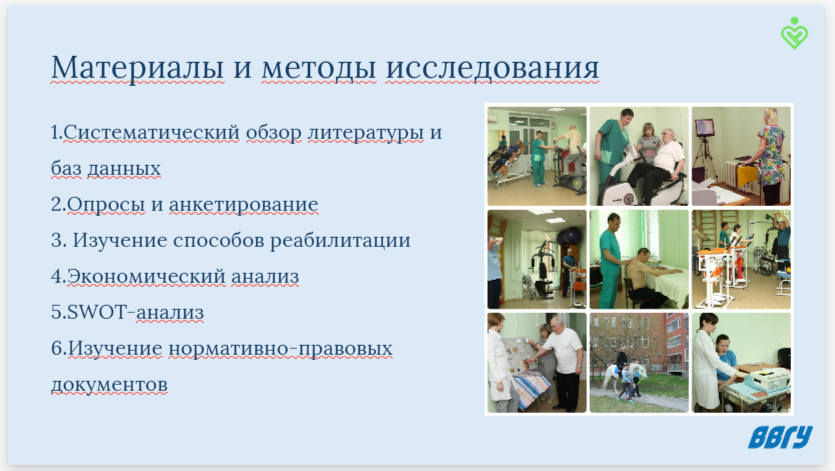 Материалы и методы исследования
1.Систематический обзор литературы и
баз данных
2.Опросы и анкетирование
3. Изучение способов реабилитации
4.Экономический анализ
5.SWOT-анализ
6.Изучение нормативно-правовых
документов
ВВГУ